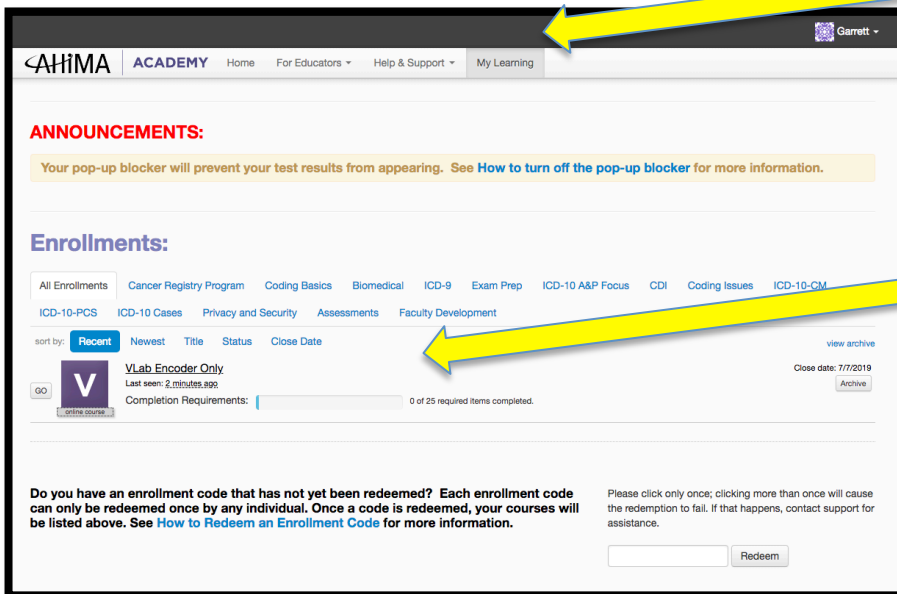 Garrett
AHIMA ACADEMY Home For Educators Help & Support My Learning
ANNOUNCEMENTS:
Your pop-up blocker will prevent your test results from appearing. See How to turn off the pop-up blocker for more information.
Enrollments:
All Enrollments Cancer Registry Program Coding Basics Biomedical ICD-9 Exam Prep ICD-10 A&P Focus CDI Coding Issues ICD-10-CM
ICD-10-PCS ICD-10 Cases Privacy and Security Assessments Faculty Development
sort by: Recent Newest Title Status Close Date view archive
VLab Encoder Only Close date: 7/7/2019
GO V Last seen: 2 minutes ago Archive
Completion Requirements: 0 of 25 required items completed.
online course
Do you have an enrollment code that has not yet been redeemed? Each enrollment code
can only be redeemed once by any individual. Once a code is redeemed, your courses will
be listed above. See How to Redeem an Enrollment Code for more information.
Please click only once; clicking more than once will cause
the redemption to fail. If that happens, contact support for
assistance.
Redeem